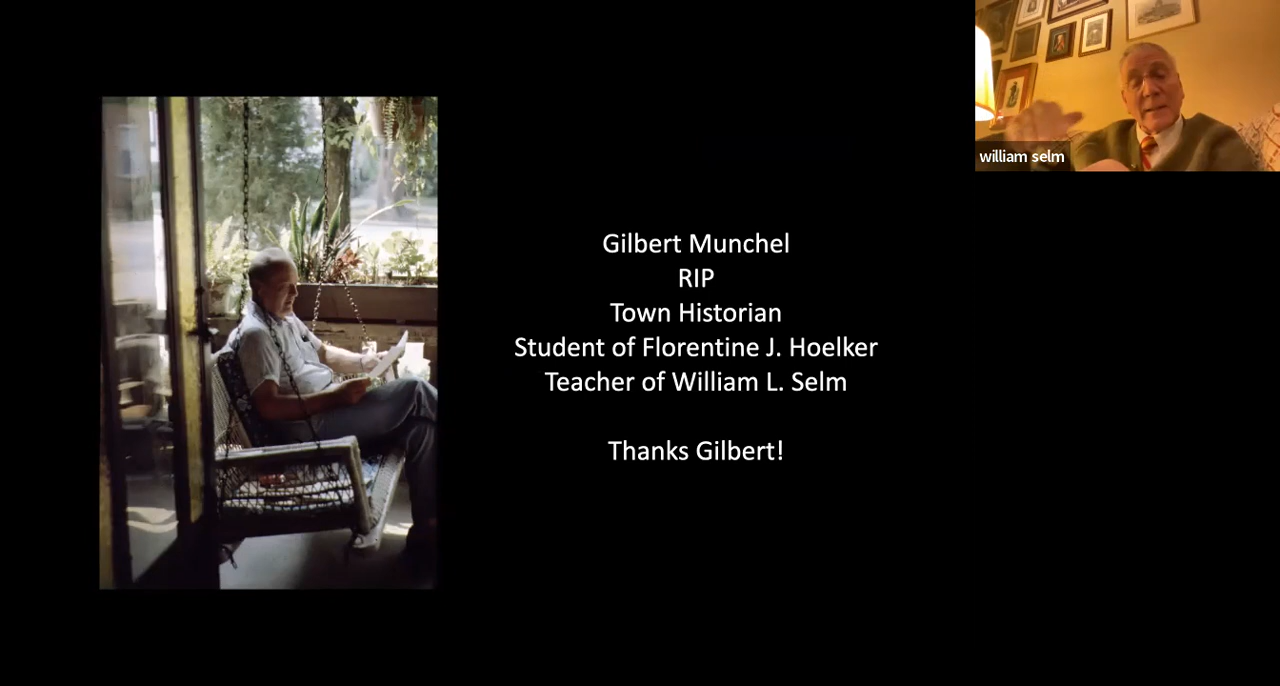 william selm
Gilbert Munchel
RIP
Town Historian
Student of Florentine J. Hoelker
Teacher of William L. Selm
Thanks Gilbert!